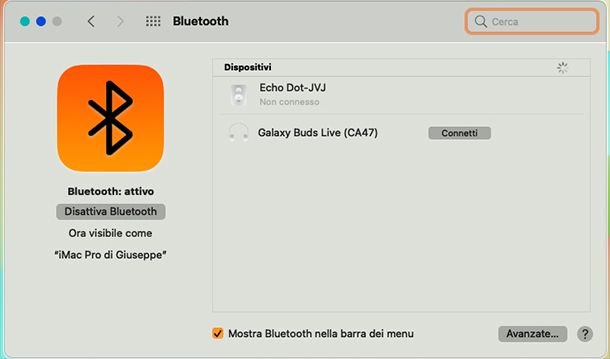 Bluetooth
Cerca
Dispositivi
Echo Dot-JVJ
Non connesso
Galaxy Buds Live (CA47)
Connetti
Bluetooth: attivo
Disattiva Bluetooth
Ora visibile come
“iMac Pro di Giuseppe”
Mostra Bluetooth nella barra dei menu
Avanzate...
?